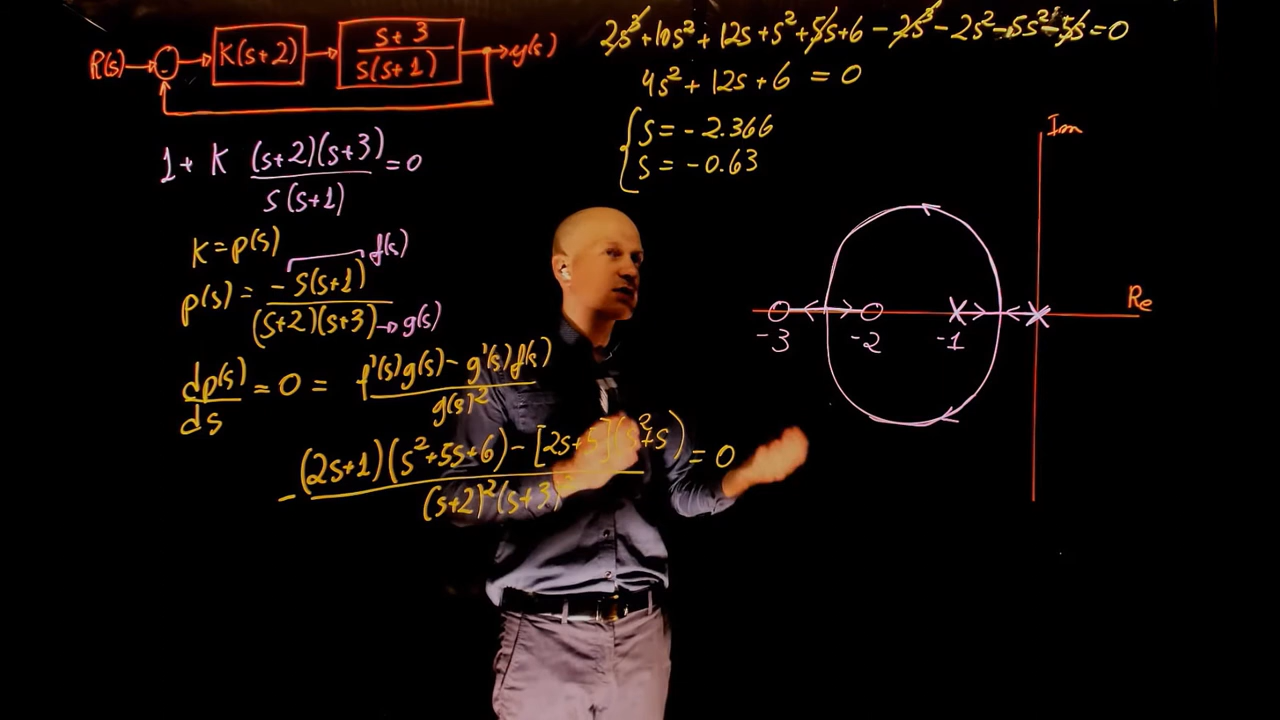 R(s) K(s+2) s+3 / s(s+1) y(s)
1 + K (s+2)(s+3) / s(s+1) = 0
K = p(s)
f(s)
p(s) = -s(s+1) / (s+2)(s+3) → g(s)
dp(s)/ds = 0 = f'(s)g(s) - g'(s)f(s) / g(s)²
- (2s+1)(s²+5s+6) - [2s+5](s²+s) / (s+2)²(s+3)² = 0
2s³ + 10s² + 12s + s² + 5s + 6 - 2s³ - 2s² - 5s² - 5s = 0
4s² + 12s + 6 = 0
s = -2.366
s = -0.63
Im
Re
-3 -2 -1